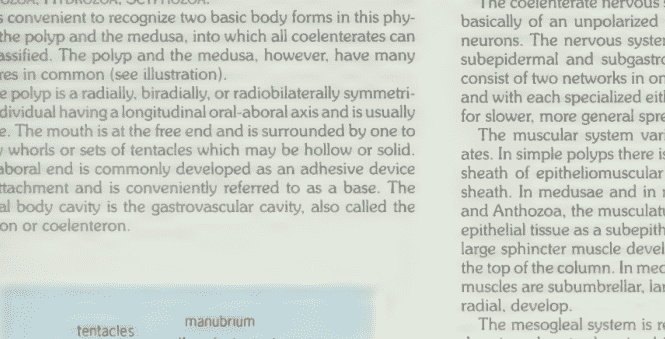 s convenient to recognize two basic body forms in this phy-
the polyp and the medusa, into which all coelenterates can
assified. The polyp and the medusa, however, have many
res in common (see illustration).
e polyp is a radially, biradially, or radiobilaterally symmetri-
dividual having a longitudinal oral-aboral axis and is usually
e. The mouth is at the free end and is surrounded by one to
y whorls or sets of tentacles which may be hollow or solid.
aboral end is commonly developed as an adhesive device
ttachment and is conveniently referred to as a base. The
al body cavity is the gastrovascular cavity, also called the
on or coelenteron.
manubrium
tentacles
The coelenterate nervous s
basically of an unpolarized
neurons. The nervous system
subepidermal and subgastro
consist of two networks in on
and with each specialized eit
for slower, more general spre
The muscular system var
ates. In simple polyps there is
sheath of epitheliomuscular
sheath. In medusae and in
and Anthozoa, the musculatu
epithelial tissue as a subepith
large sphincter muscle devel
the top of the column. In med
muscles are subumbrellar, lar
radial, develop.
The mesogleal system is re